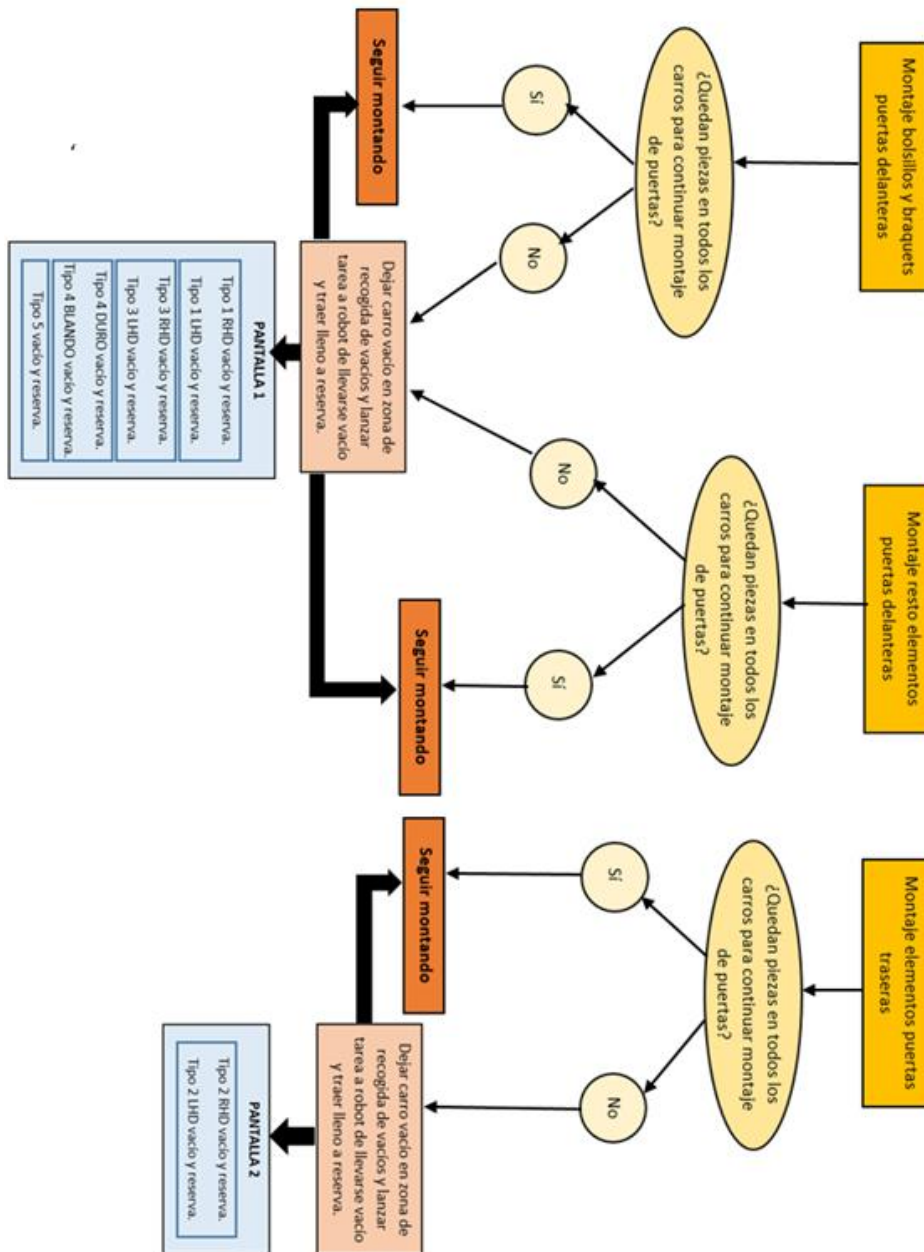 Montaje bolsillos y braquets
puertas delanteras
¿Quedan piezas en todos los
carros para continuar montaje
de puertas?
Sí
No
Seguir montando
Dejar carro vacío en zona de
recogida de vacíos y lanzar
tarea a robot de llevarse vacío
y traer lleno a reserva.
PANTALLA 1
Tipo 1 RHD vacío y reserva.
Tipo 1 LHD vacío y reserva.
Tipo 3 RHD vacío y reserva.
Tipo 3 LHD vacío y reserva.
Tipo 4 DURO vacío y reserva.
Tipo 4 BLANDO vacío y reserva.
Tipo 5 vacío y reserva.
Montaje resto elementos
puertas delanteras
¿Quedan piezas en todos los
carros para continuar montaje
de puertas?
No
Sí
Seguir montando
Montaje elementos puertas
traseras
¿Quedan piezas en todos los
carros para continuar montaje
de puertas?
Sí
No
Seguir montando
Dejar carro vacío en zona de
recogida de vacíos y lanzar
tarea a robot de llevarse vacío
y traer lleno a reserva.
PANTALLA 2
Tipo 2 RHD vacío y reserva.
Tipo 2 LHD vacío y reserva.